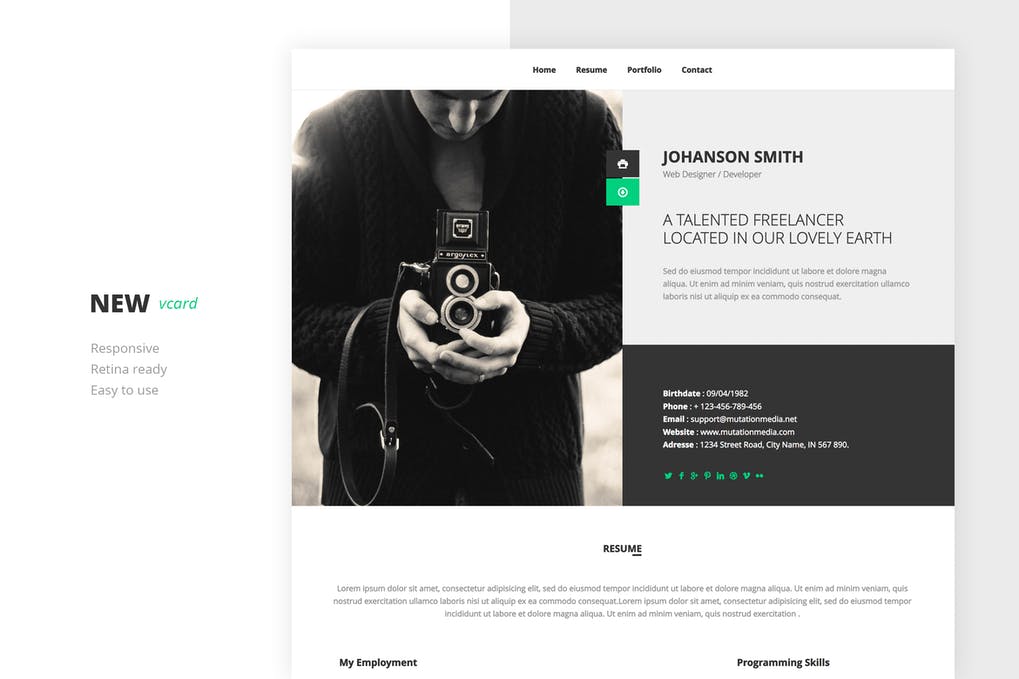 Home Resume Portfolio Contact
JOHANSON SMITH
Web Designer / Developer
A TALENTED FREELANCER
LOCATED IN OUR LOVELY EARTH
Sed do eiusmod tempor incididunt ut labore et dolore magna
aliqua. Ut enim ad minim veniam, quis nostrud exercitation ullamco
laboris nisi ut aliquip ex ea commodo consequat.
argoflex
NEW vcard
Responsive
Retina ready
Easy to use
Birthdate : 09/04/1982
Phone : + 123-456-789-456
Email : support@mutationmedia.net
Website : www.mutationmedia.com
Adresse : 1234 Street Road, City Name, IN 567 890.
RESUME
Lorem ipsum dolor sit amet, consectetur adipisicing elit, sed do eiusmod tempor incididunt ut labore et dolore magna aliqua. Ut enim ad minim veniam, quis
nostrud exercitation ullamco laboris nisi ut aliquip ex ea commodo consequat.Lorem ipsum dolor sit amet, consectetur adipisicing elit, sed do eiusmod tempor
incididunt ut labore et dolore magna aliqua. Ut enim ad minim veniam, quis nostrud exercitation .
My Employment
Programming Skills